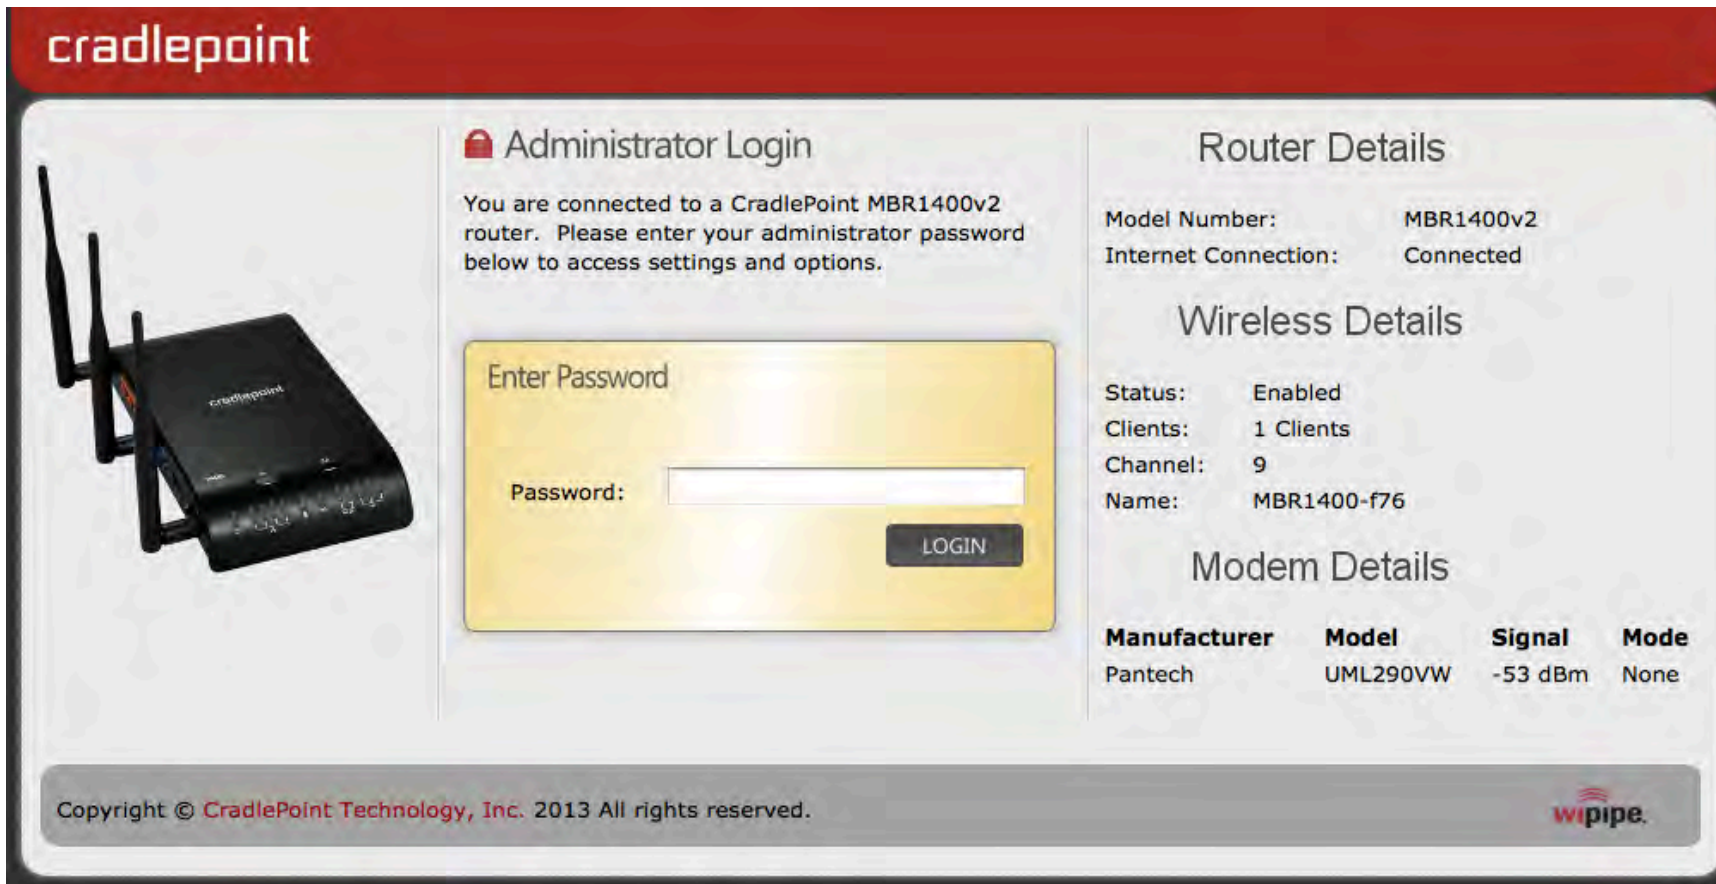 cradlepoint
Administrator Login
You are connected to a CradlePoint MBR1400v2
router.  Please enter your administrator password
below to access settings and options.
Enter Password
Password:
LOGIN
Router Details
Model Number: MBR1400v2
Internet Connection: Connected
Wireless Details
Status: Enabled
Clients: 1 Clients
Channel: 9
Name: MBR1400-f76
Modem Details
Manufacturer Model Signal Mode
Pantech UML290VW -53 dBm None
cradlepoint
Copyright © CradlePoint Technology, Inc. 2013 All rights reserved.
wipipe.